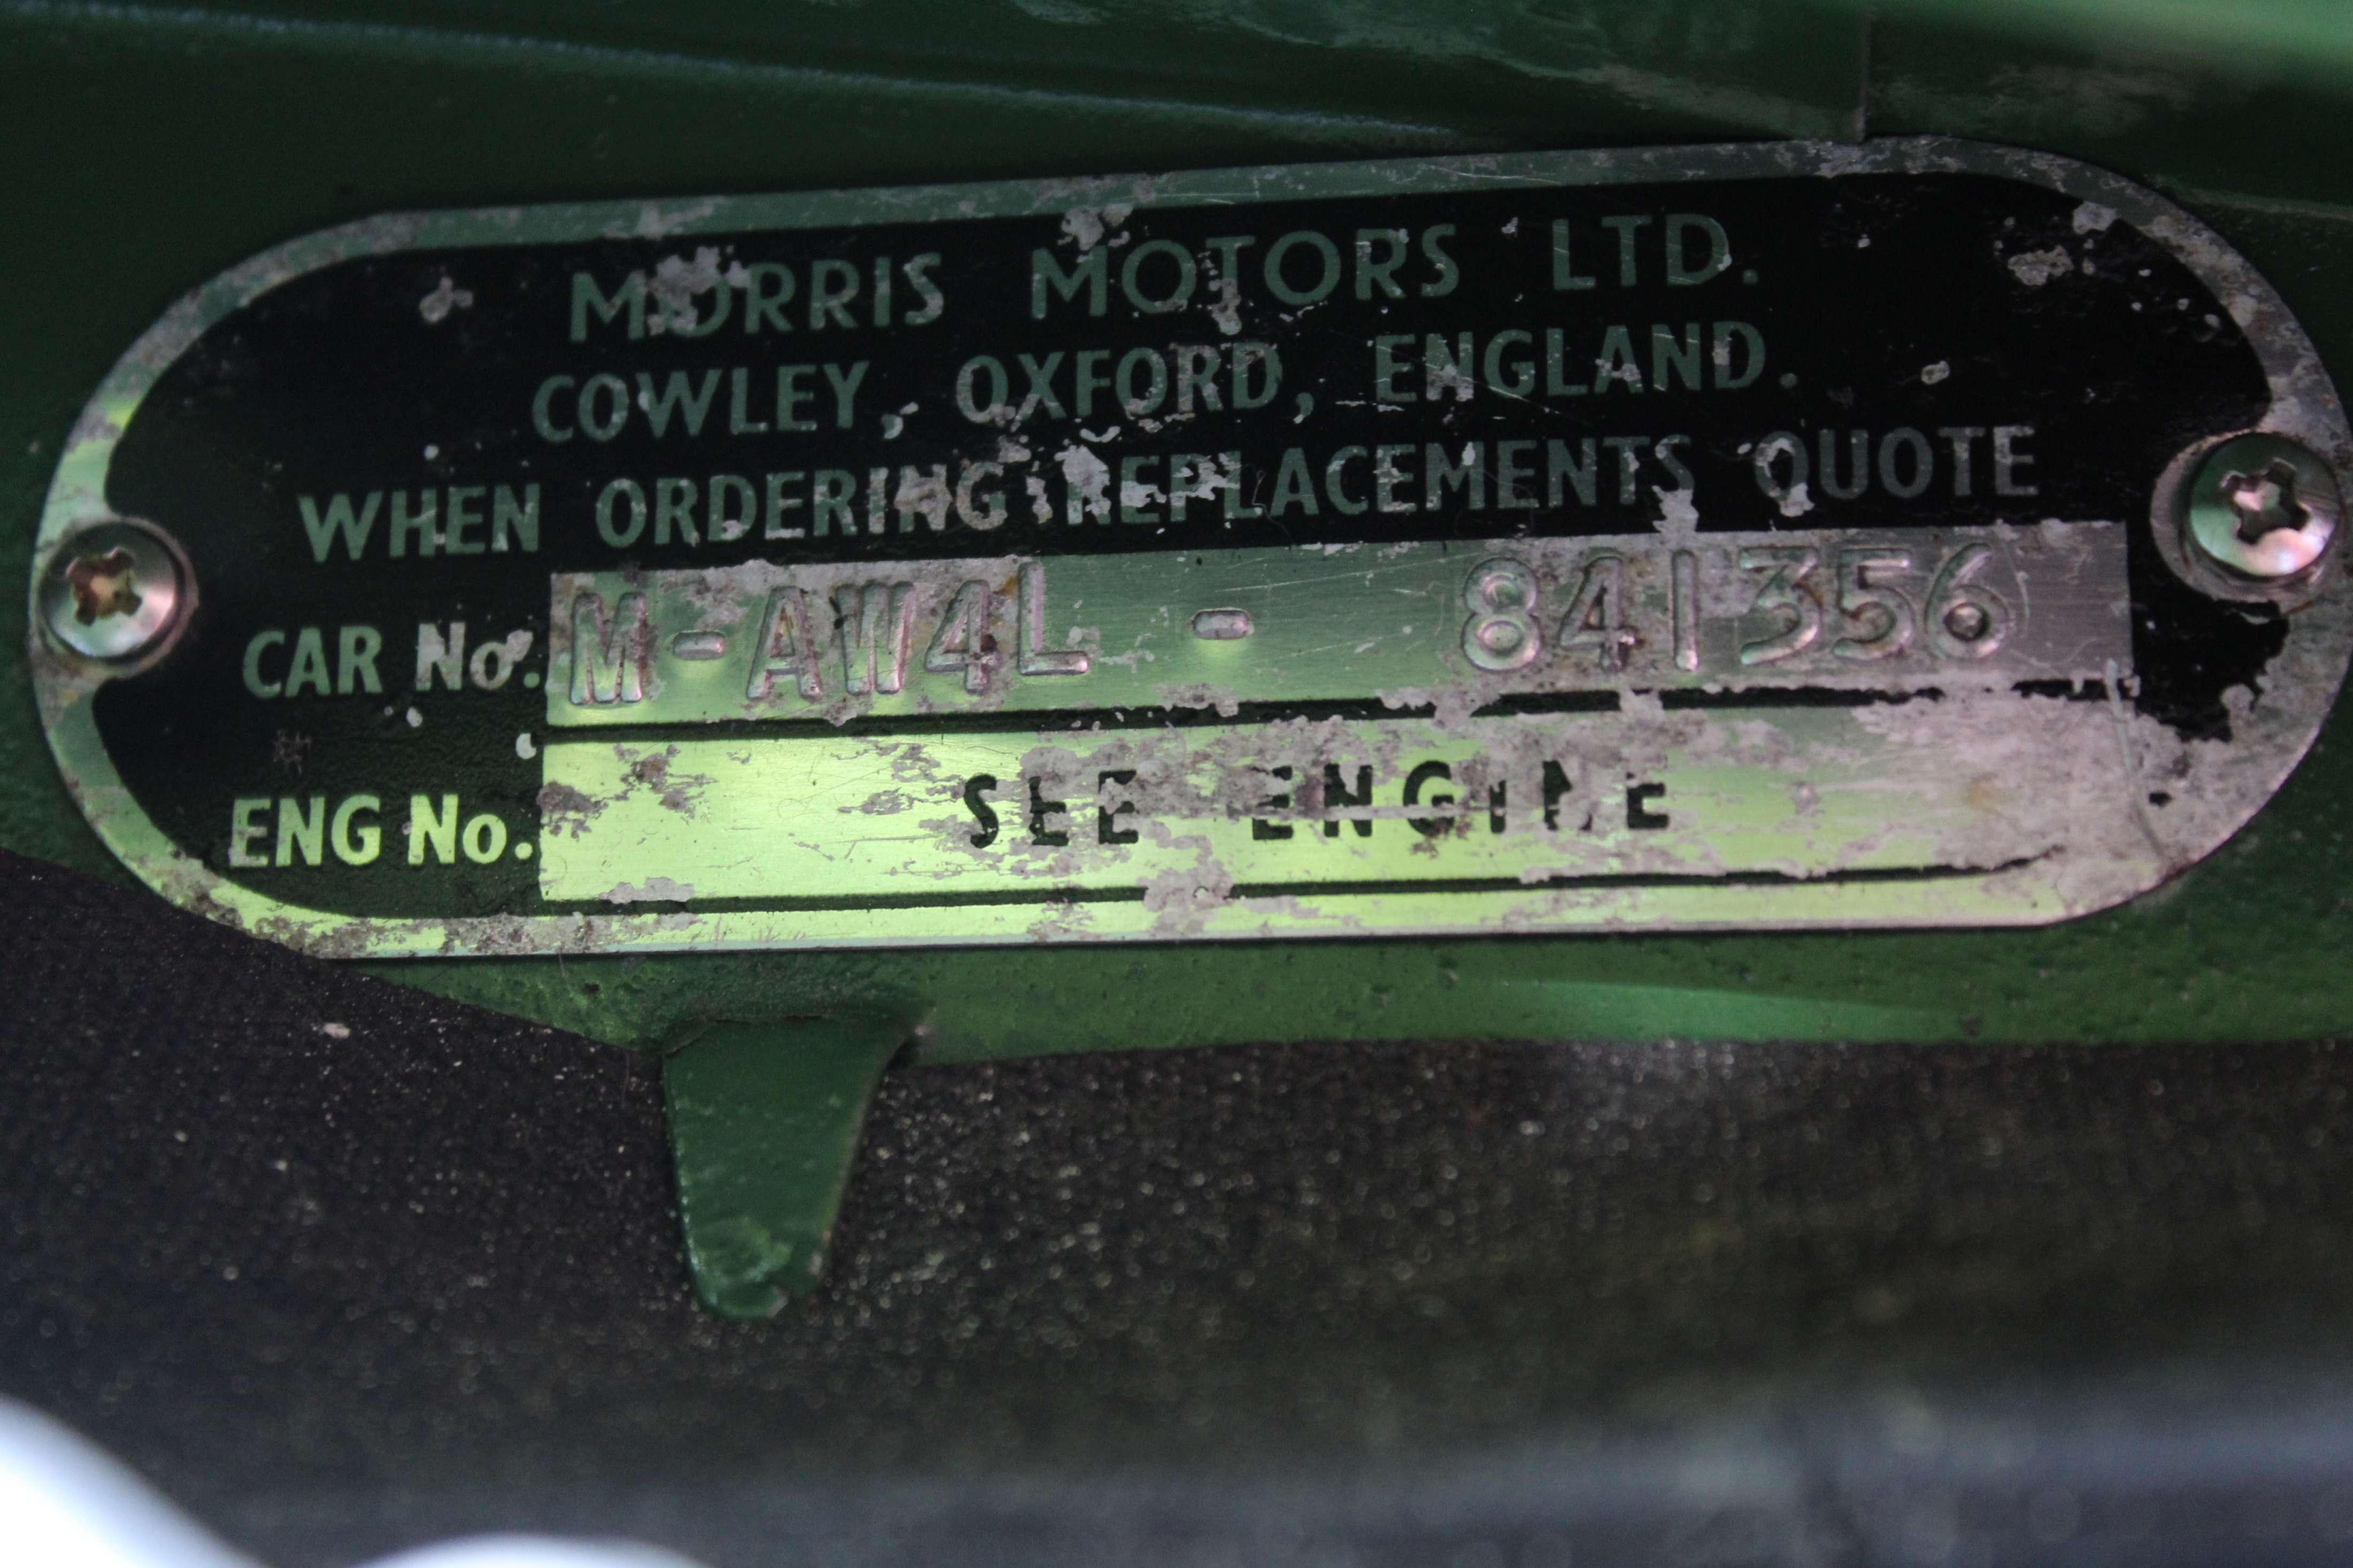 MORRIS MOTORS LTD.
COWLEY, OXFORD, ENGLAND.
WHEN ORDERING REPLACEMENTS QUOTE
CAR No. M-AW4L - 841356
ENG No. SEE ENGINE